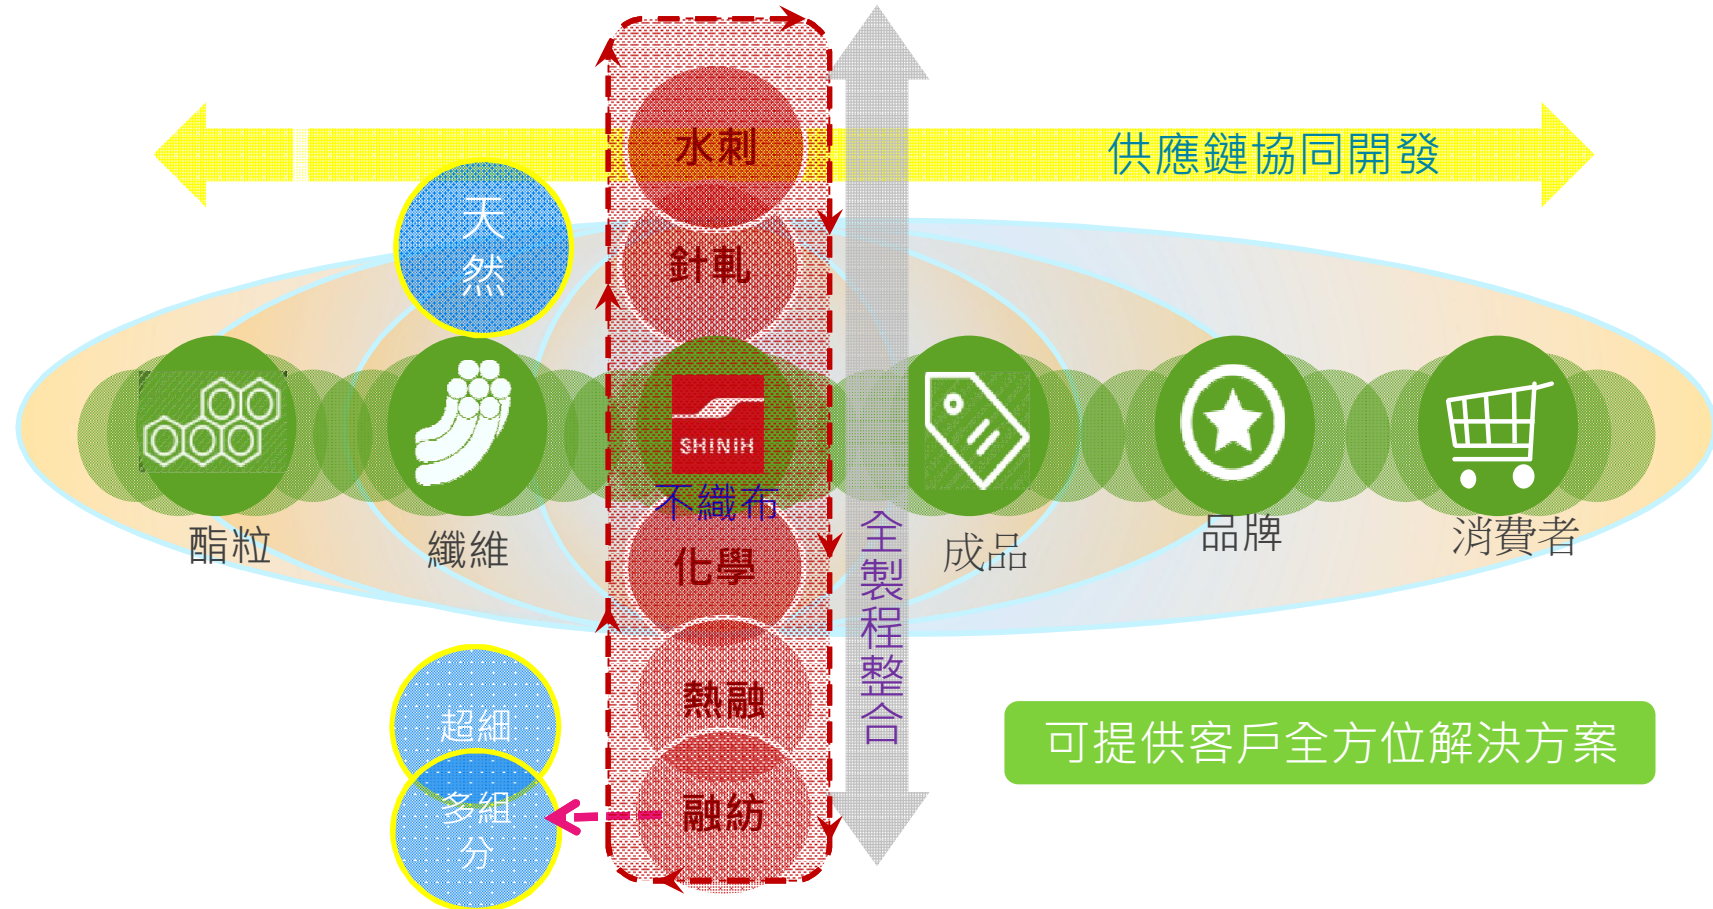 水刺
供應鏈協同開發
天
然
針軋
SHINIH
不織布
酯粒
纖維
成品
品牌
消費者
化學
全
製
程
整
合
熱融
超細
可提供客戶全方位解決方案
多組
分
融紡